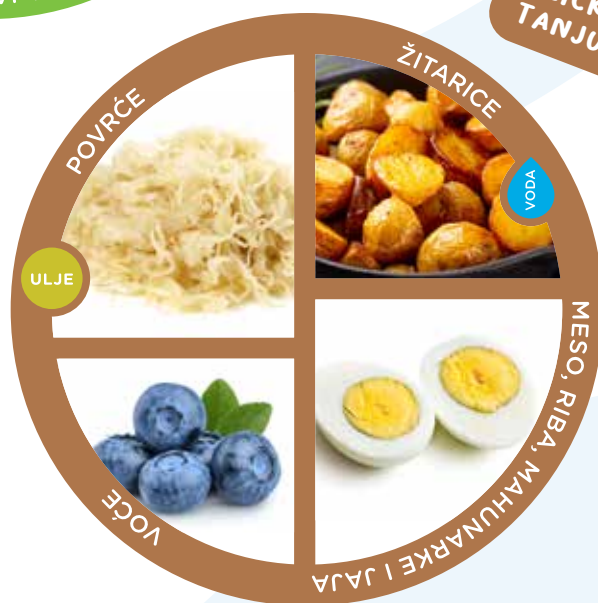 TANJU
POVRĆE
ŽITARICE
VODA
ULJE
MESO, RIBA, MAHUNARKE I JAJA
VOĆE